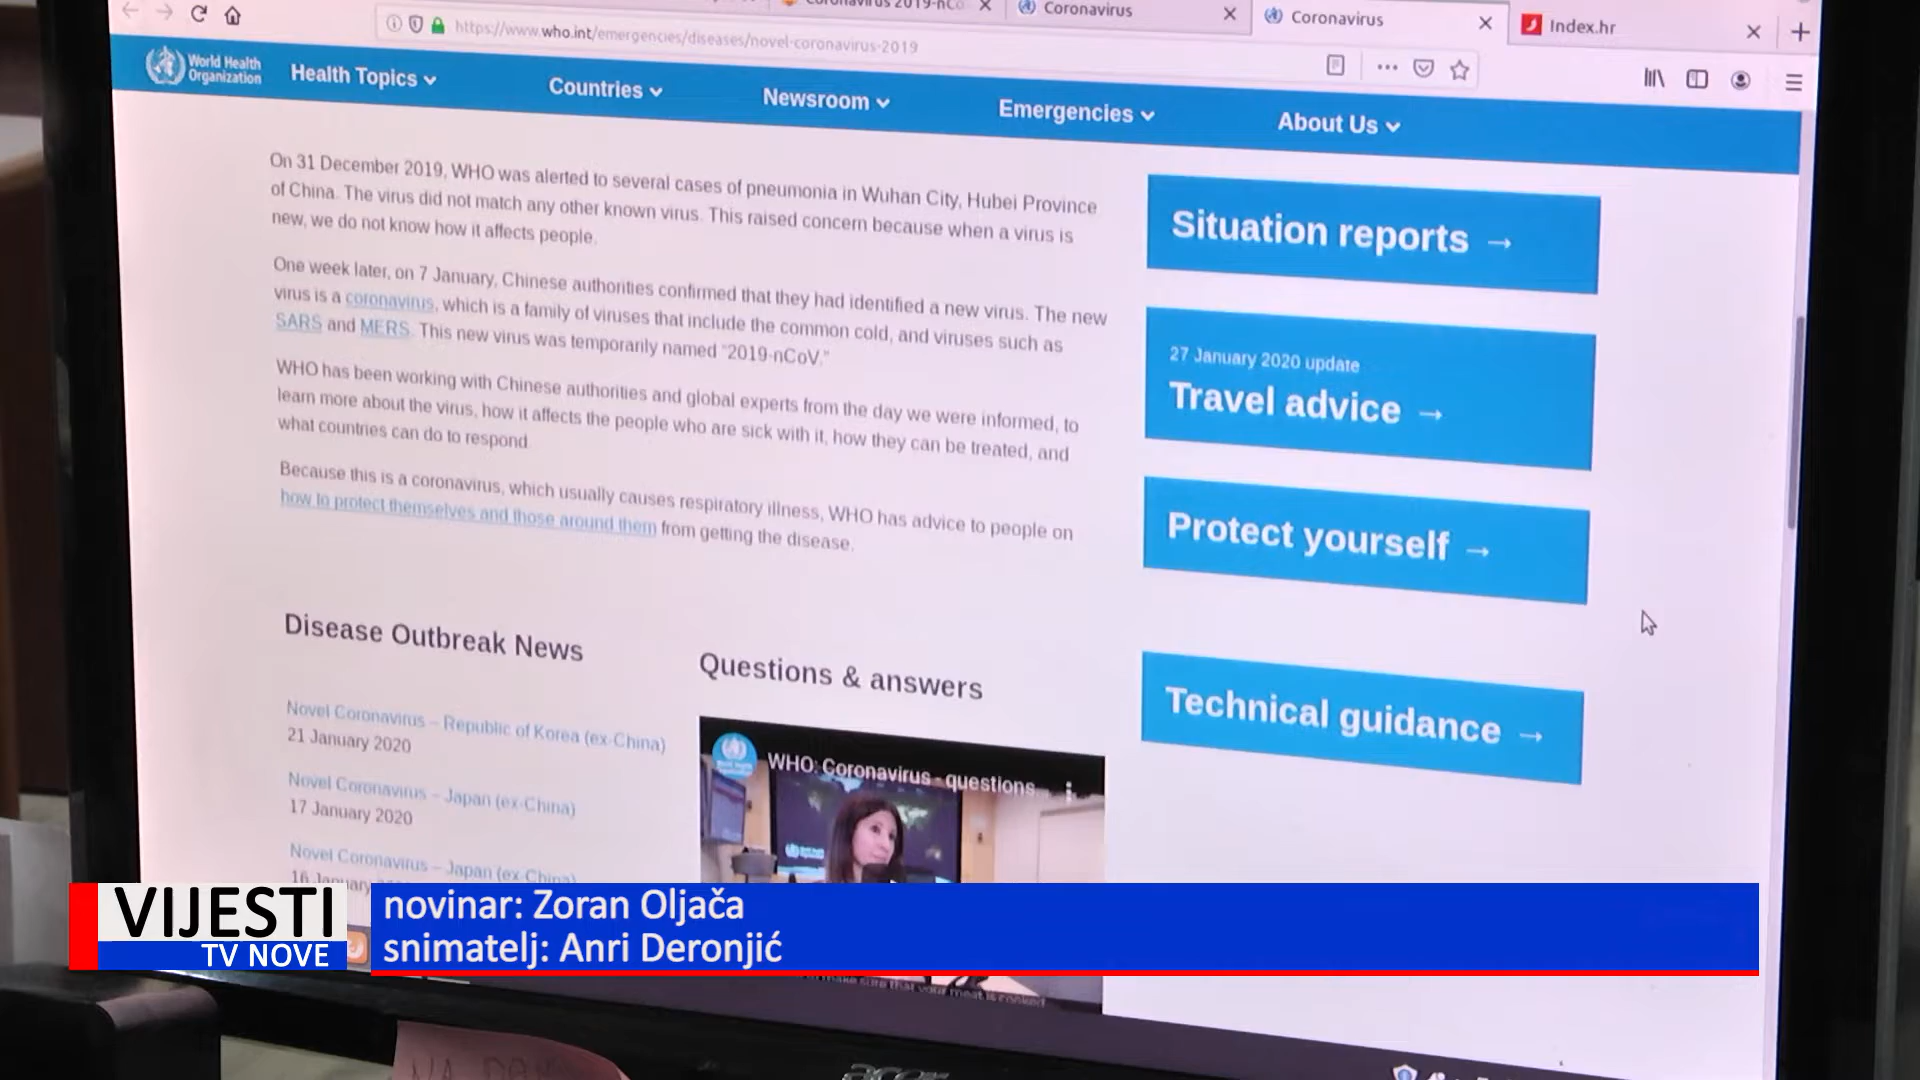 Coronavirus 2019-nCo
Coronavirus
Coronavirus
Index.hr
https://www.who.int/emergencies/diseases/novel-coronavirus-2019
World Health
Organization
Health Topics
Countries
Newsroom
Emergencies
About Us
On 31 December 2019, WHO was alerted to several cases of pneumonia in Wuhan City, Hubei Province
of China. The virus did not match any other known virus. This raised concern because when a virus is
new, we do not know how it affects people.
One week later, on 7 January, Chinese authorities confirmed that they had identified a new virus. The new
virus is a coronavirus, which is a family of viruses that include the common cold, and viruses such as
SARS and MERS. This new virus was temporarily named “2019-nCoV.”
WHO has been working with Chinese authorities and global experts from the day we were informed, to
learn more about the virus, how it affects the people who are sick with it, how they can be treated, and
what countries can do to respond.
Because this is a coronavirus, which usually causes respiratory illness, WHO has advice to people on
how to protect themselves and those around them from getting the disease.
Situation reports →
27 January 2020 update
Travel advice →
Protect yourself →
Technical guidance →
Disease Outbreak News
Novel Coronavirus – Republic of Korea (ex-China)
21 January 2020
Novel Coronavirus – Japan (ex-China)
17 January 2020
Novel Coronavirus – Japan (ex-China)
16 January
Questions & answers
WHO: Coronavirus - questions...
sure that your meat is cooked
VIJESTI
TV NOVE
novinar: Zoran Oljača
snimatelj: Anri Deronjić
acer